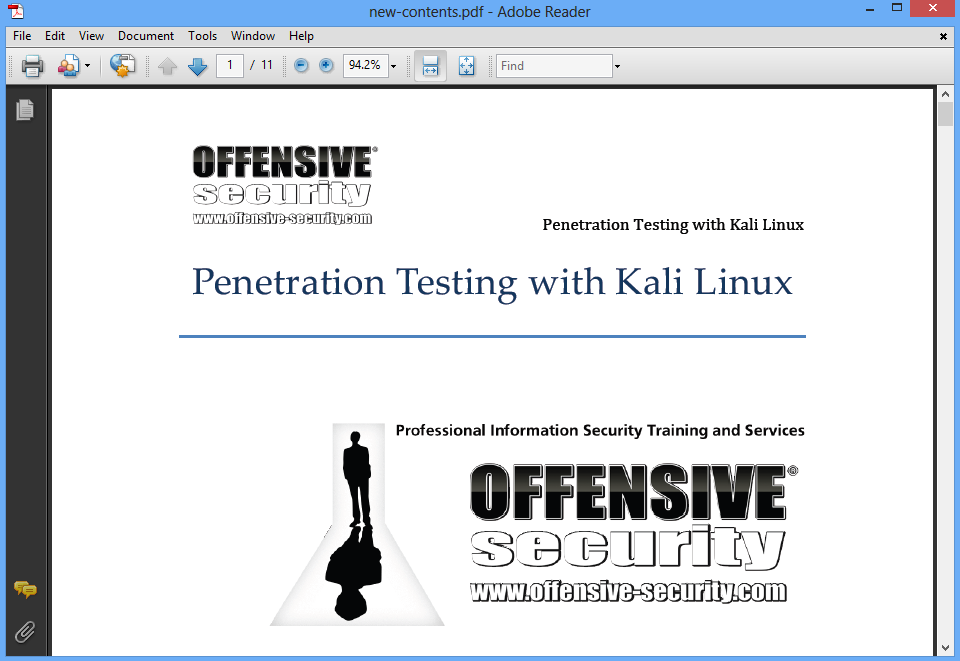 new-contents.pdf - Adobe Reader
File Edit View Document Tools Window Help
1 / 11 94.2% Find
OFFENSIVE®
security
www.offensive-security.com
Penetration Testing with Kali Linux
Penetration Testing with Kali Linux
Professional Information Security Training and Services
OFFENSIVE®
security
www.offensive-security.com